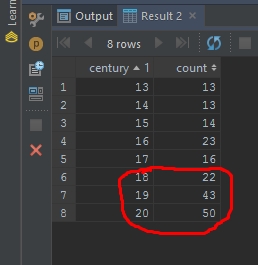 Learn
Output Result 2
8 rows
century 1 count
1 13 13
2 14 13
3 15 14
4 16 23
5 17 16
6 18 22
7 19 43
8 20 50